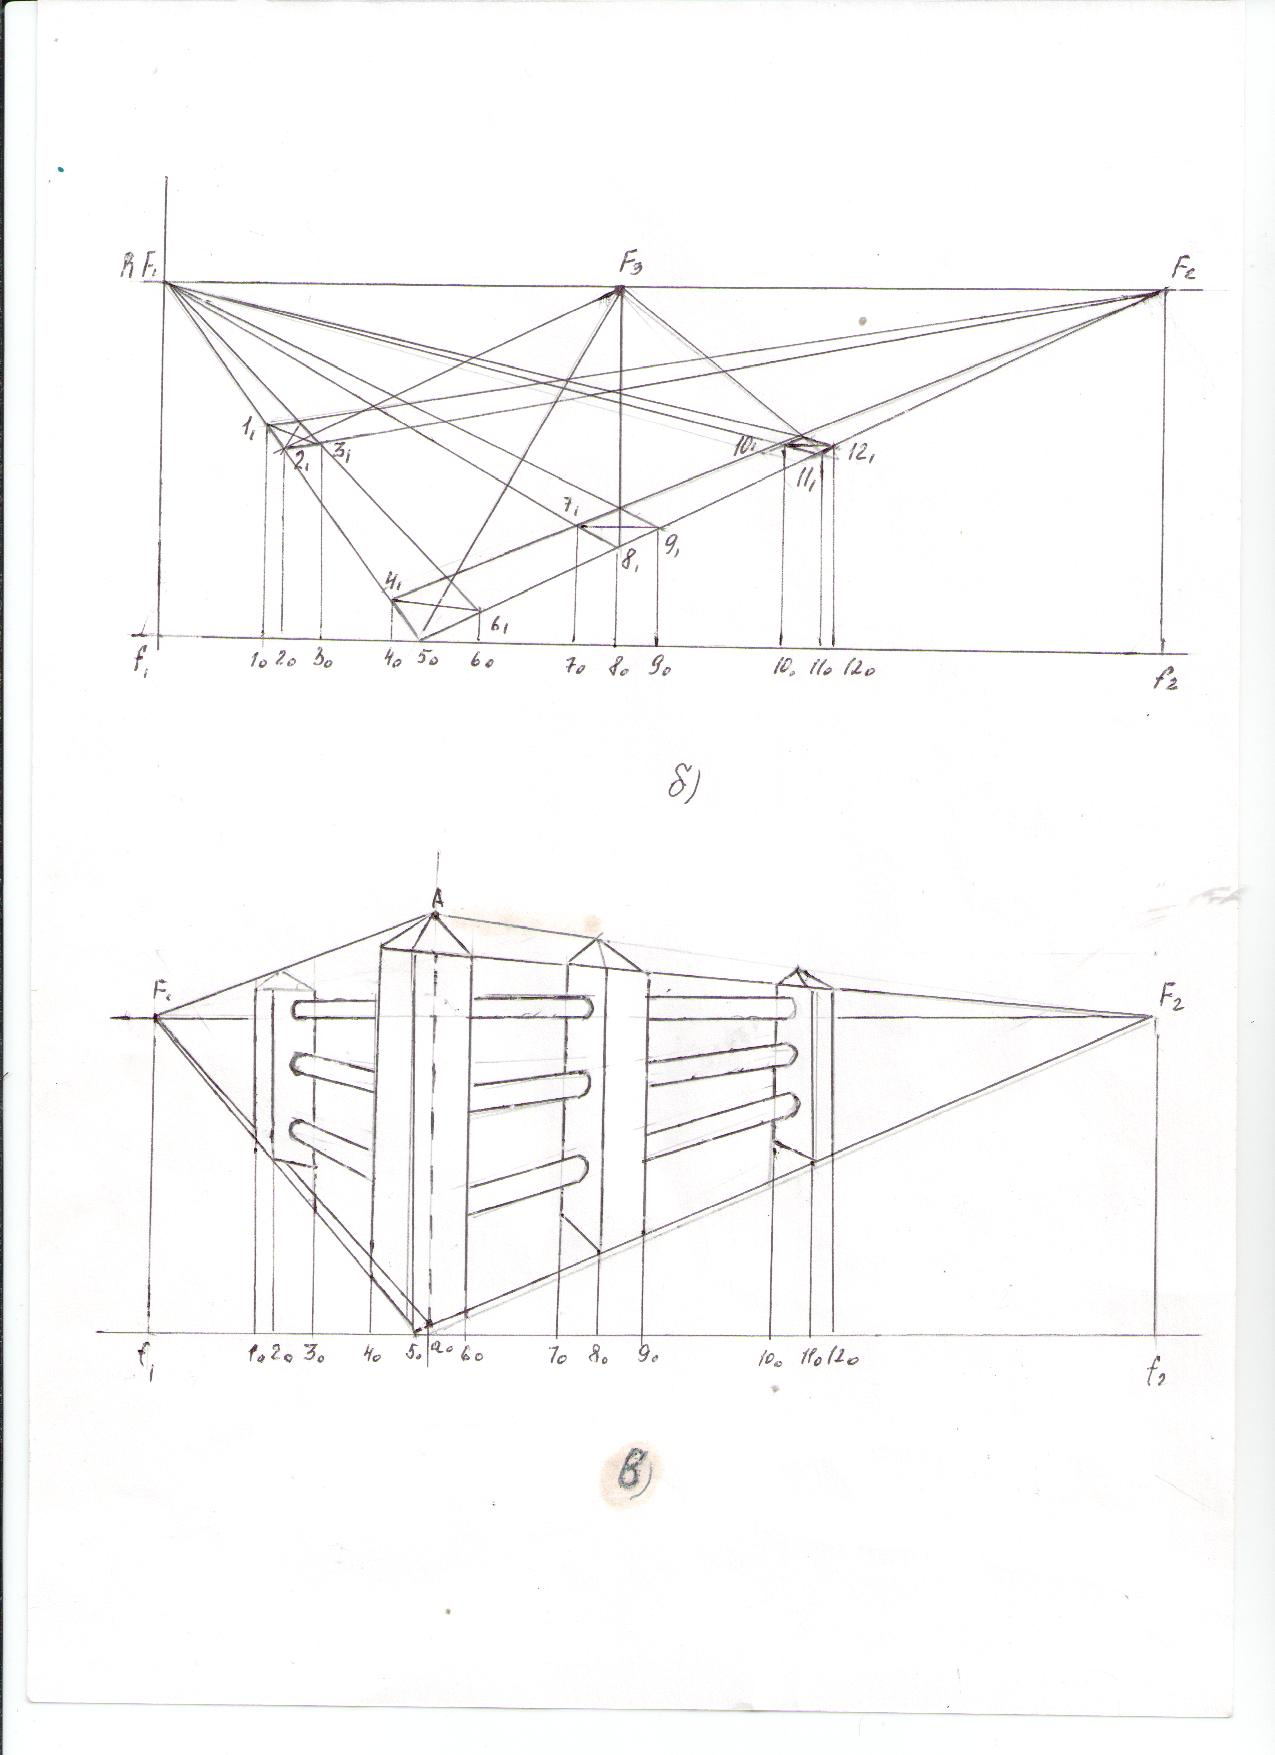 R F₁ F₃ F₂
1₁ 2₁ 3₁ 10₁ 11₁ 12₁
7₁ 8₁ 9₁
4₁ 6₁
f₁ 1₀ 2₀ 3₀ 4₀ 5₀ 6₀ 7₀ 8₀ 9₀ 10₀ 11₀ 12₀ f₂
б)
A
F₁ F₂
f₁ 1₀ 2₀ 3₀ 4₀ 5₀ a₀ 6₀ 7₀ 8₀ 9₀ 10₀ 11₀ 12₀ f₂
в)